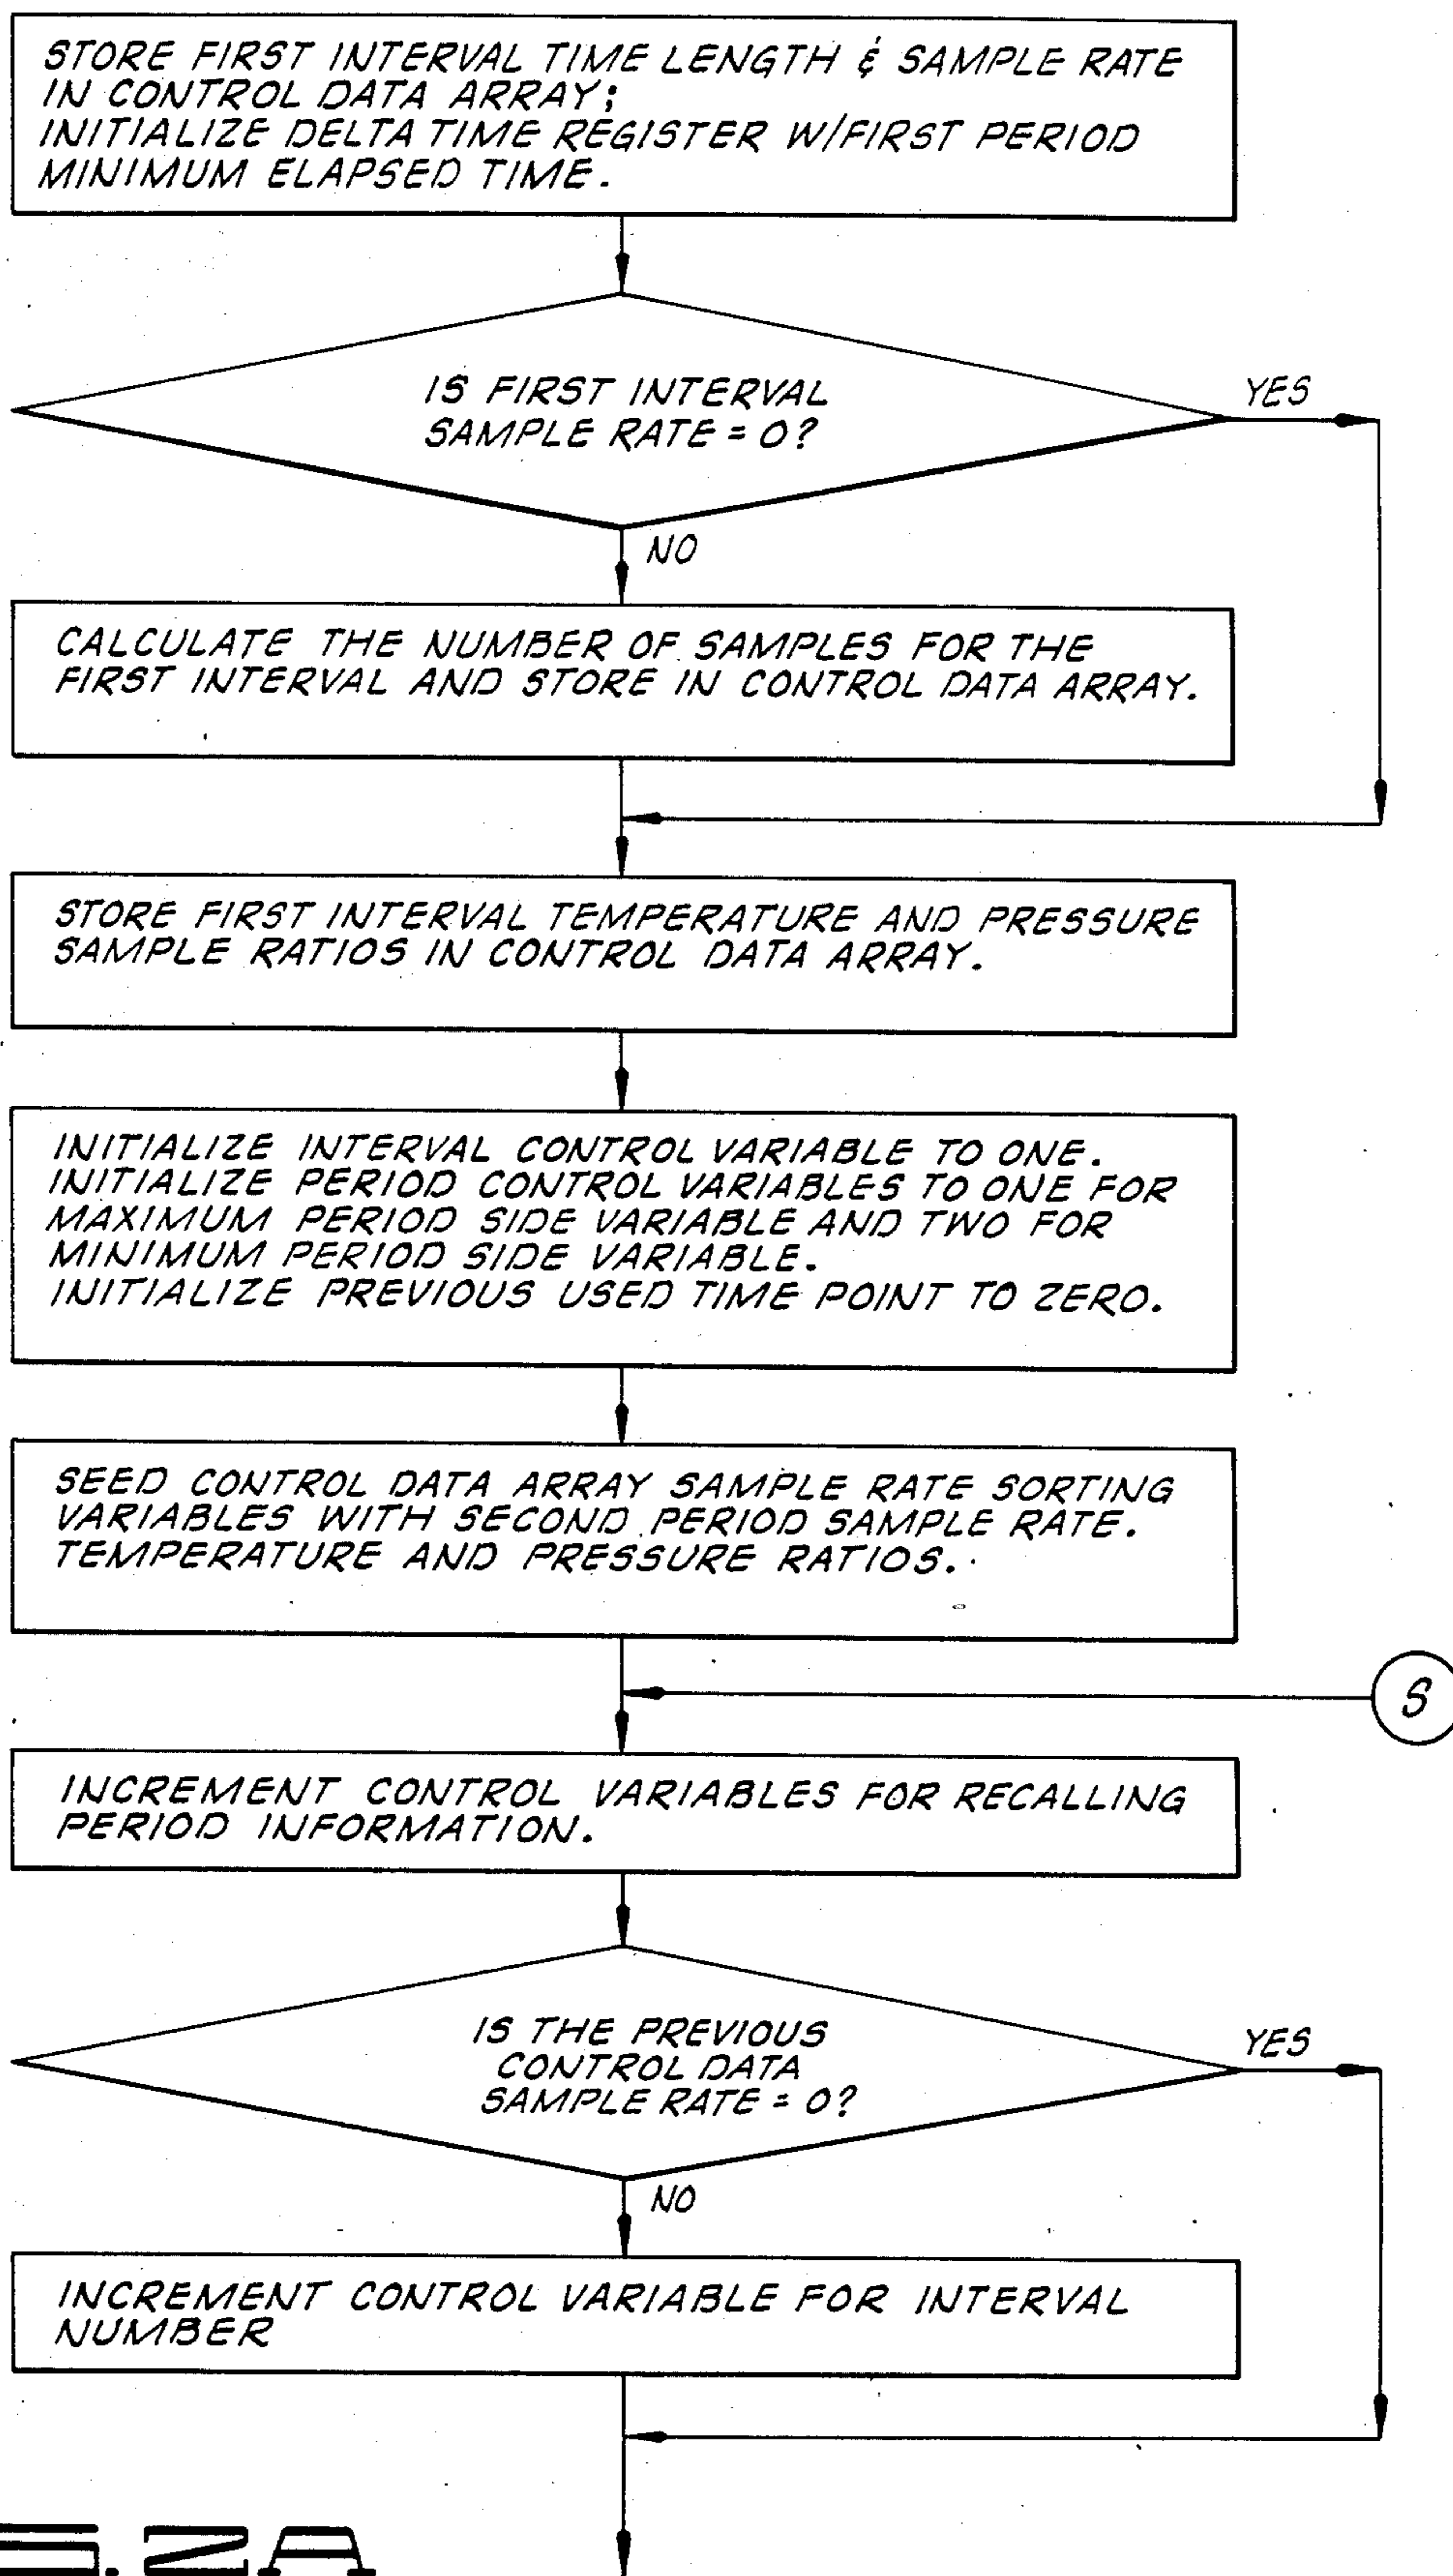 STORE FIRST INTERVAL TIME LENGTH & SAMPLE RATE
IN CONTROL DATA ARRAY;
INITIALIZE DELTA TIME REGISTER W/FIRST PERIOD
MINIMUM ELAPSED TIME.
IS FIRST INTERVAL
SAMPLE RATE = 0?
YES
NO
CALCULATE THE NUMBER OF SAMPLES FOR THE
FIRST INTERVAL AND STORE IN CONTROL DATA ARRAY.
STORE FIRST INTERVAL TEMPERATURE AND PRESSURE
SAMPLE RATIOS IN CONTROL DATA ARRAY.
INITIALIZE INTERVAL CONTROL VARIABLE TO ONE.
INITIALIZE PERIOD CONTROL VARIABLES TO ONE FOR
MAXIMUM PERIOD SIDE VARIABLE AND TWO FOR
MINIMUM PERIOD SIDE VARIABLE.
INITIALIZE PREVIOUS USED TIME POINT TO ZERO.
SEED CONTROL DATA ARRAY SAMPLE RATE SORTING
VARIABLES WITH SECOND PERIOD SAMPLE RATE.
TEMPERATURE AND PRESSURE RATIOS.
S
INCREMENT CONTROL VARIABLES FOR RECALLING
PERIOD INFORMATION.
IS THE PREVIOUS
CONTROL DATA
SAMPLE RATE = 0?
YES
NO
INCREMENT CONTROL VARIABLE FOR INTERVAL
NUMBER
2A